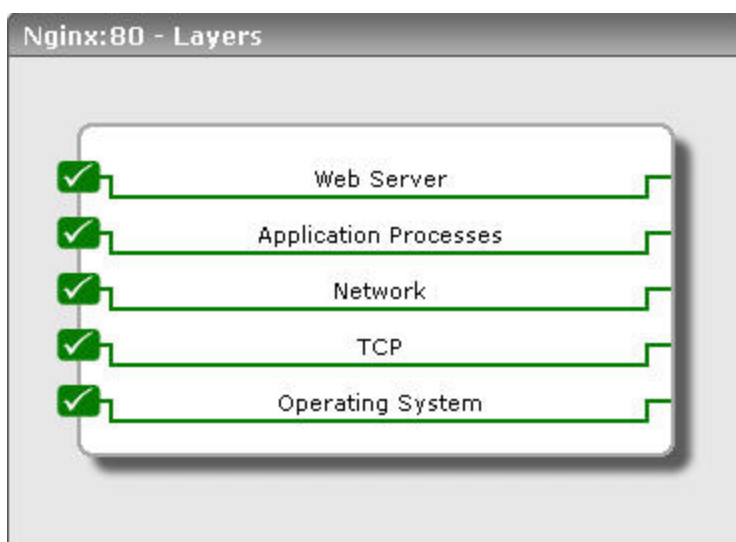 Nginx:80 - Layers
Web Server
Application Processes
Network
TCP
Operating System